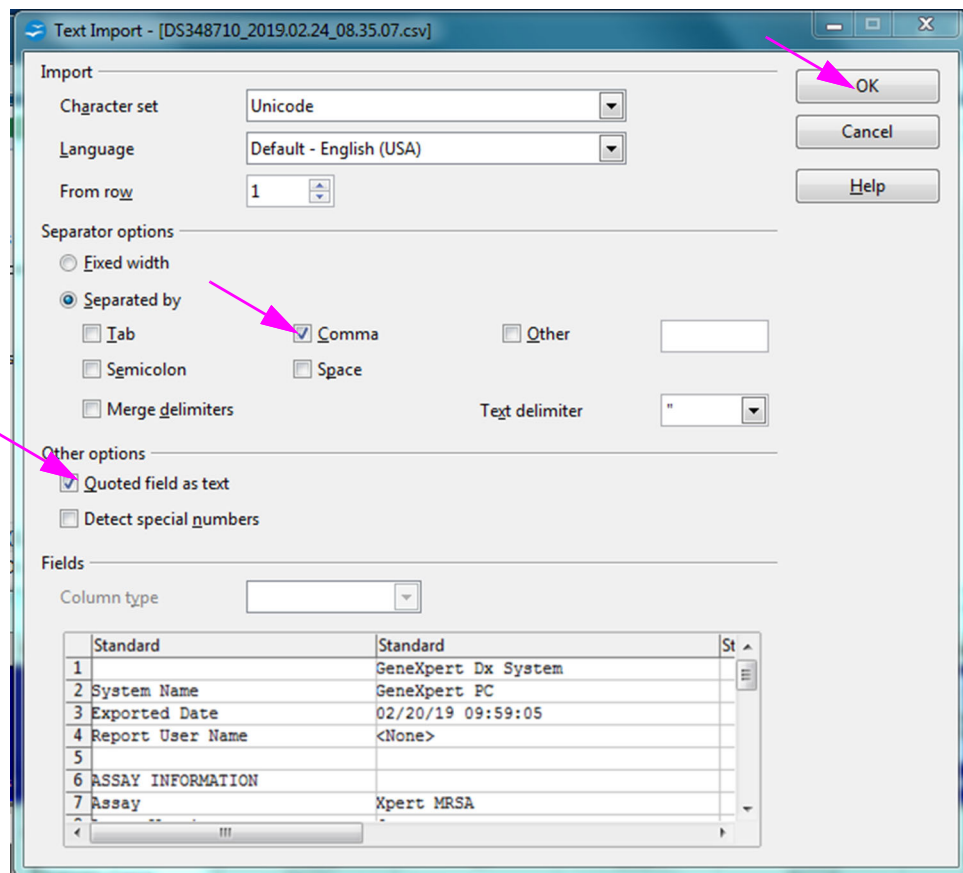 Text Import - [DS348710_2019.02.24_08.35.07.csv]
Import
OK
Character set Unicode
Cancel
Language Default - English (USA)
Help
From row 1
Separator options
Fixed width
Separated by
Tab Comma Other
Semicolon Space
Merge delimiters Text delimiter "
Other options
Quoted field as text
Detect special numbers
Fields
Column type
Standard Standard St
1 GeneXpert Dx System
2 System Name GeneXpert PC
3 Exported Date 02/20/19 09:59:05
4 Report User Name <None>
5
6 ASSAY INFORMATION
7 Assay Xpert MRSA